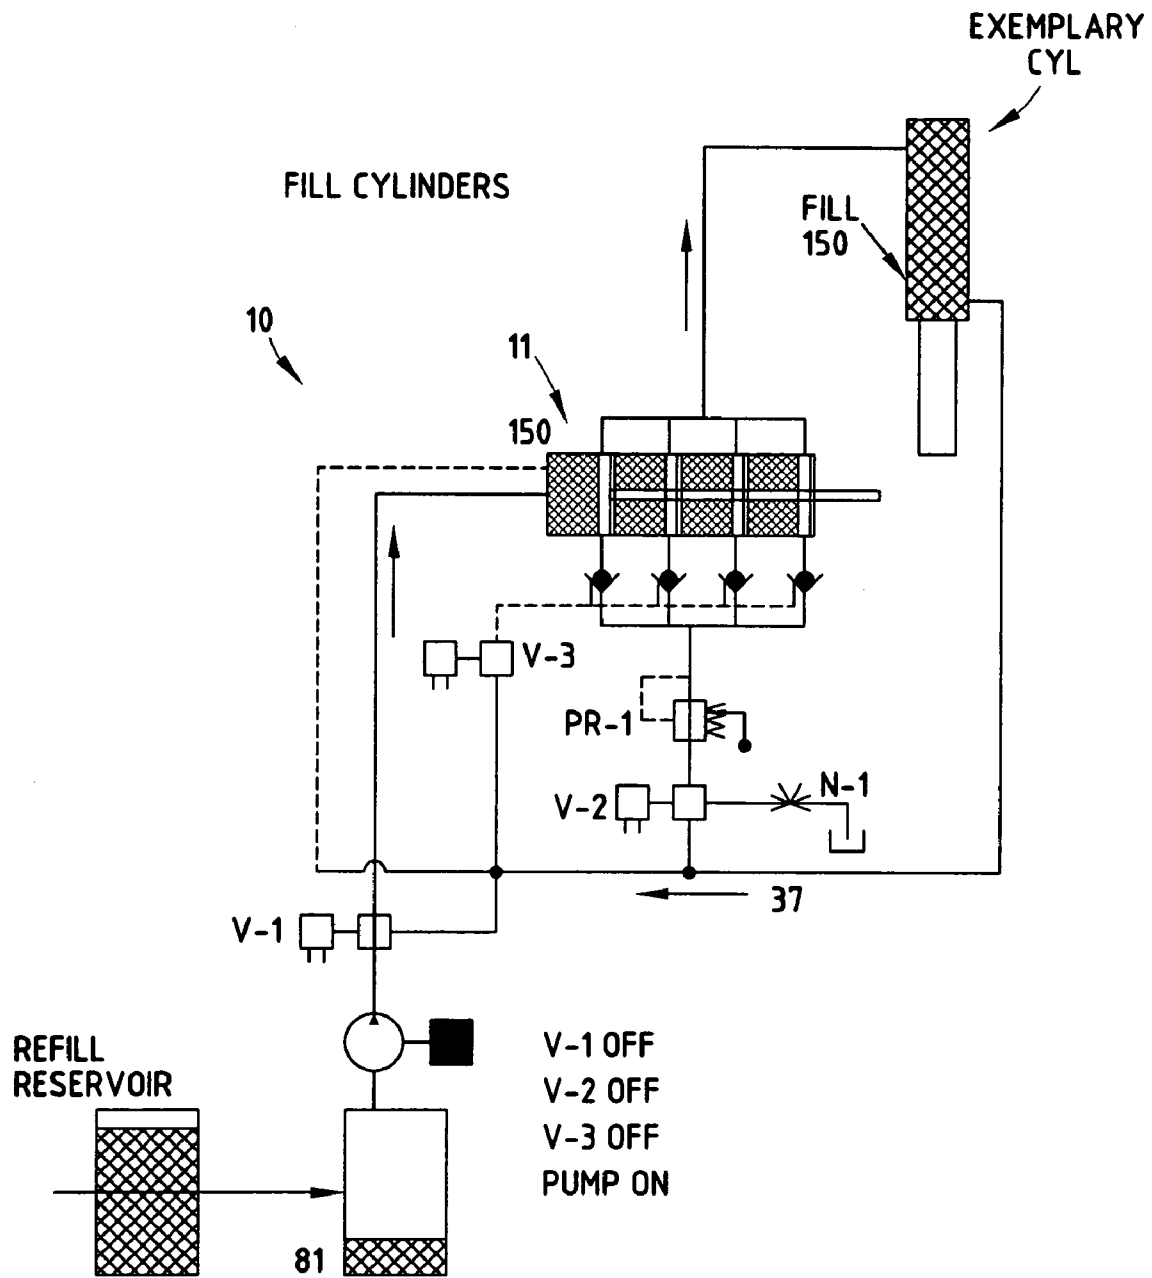 EXEMPLARY
CYL
FILL CYLINDERS
FILL
150
10
11
150
V-3
PR-1
V-2
N-1
37
V-1
REFILL
RESERVOIR
V-1 OFF
V-2 OFF
V-3 OFF
PUMP ON
81